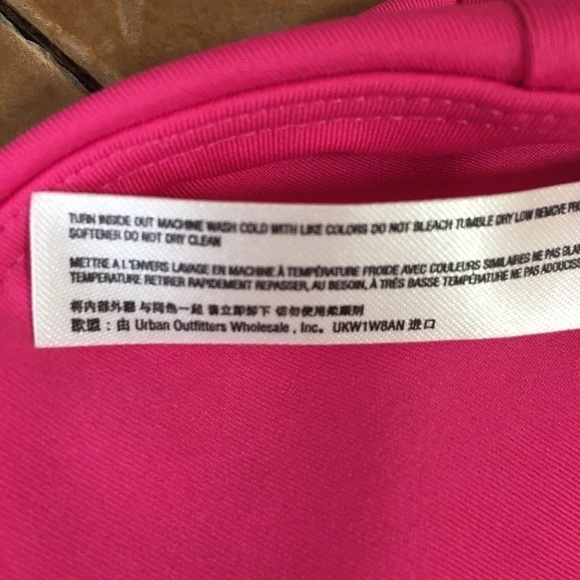 TURN INSIDE OUT MACHINE WASH COLD WITH LIKE COLORS DO NOT BLEACH TUMBLE DRY LOW REMOVE
SOFTENER DO NOT DRY CLEAN
METTRE A L'ENVERS LAVAGE EN MACHINE À TEMPÉRATURE FROIDE AVEC COULEURS SIMILAIRES NE PAS
TEMPERATURE RETIRER RAPIDEMENT REPASSER, AU BESOIN, À TRÈS BASSE TEMPÉRATURE NE PAS
将内部外翻 与同色一起 请立即卸下 切勿使用柔顺剂
欧盟：由 Urban Outfitters Wholesale , Inc。 UKW1W8AN 进口